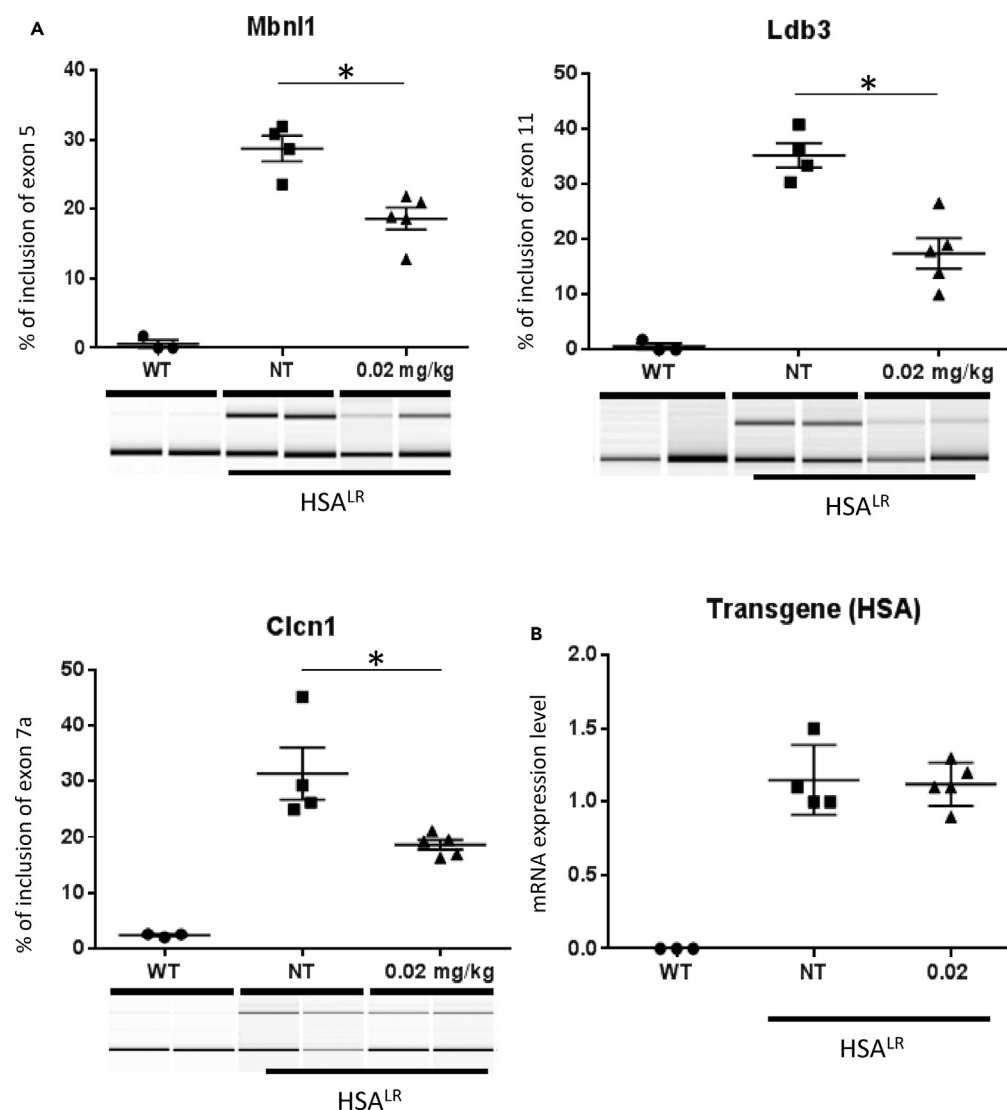 A
Mbnl1
% of inclusion of exon 5
40
30
20
10
0
*
WT
NT
0.02 mg/kg
HSA^LR
Ldb3
% of inclusion of exon 11
50
40
30
20
10
0
*
WT
NT
0.02 mg/kg
HSA^LR
Clcn1
% of inclusion of exon 7a
50
40
30
20
10
0
*
WT
NT
0.02 mg/kg
HSA^LR
B
Transgene (HSA)
mRNA expression level
2.0
1.5
1.0
0.5
0.0
WT
NT
0.02
HSA^LR